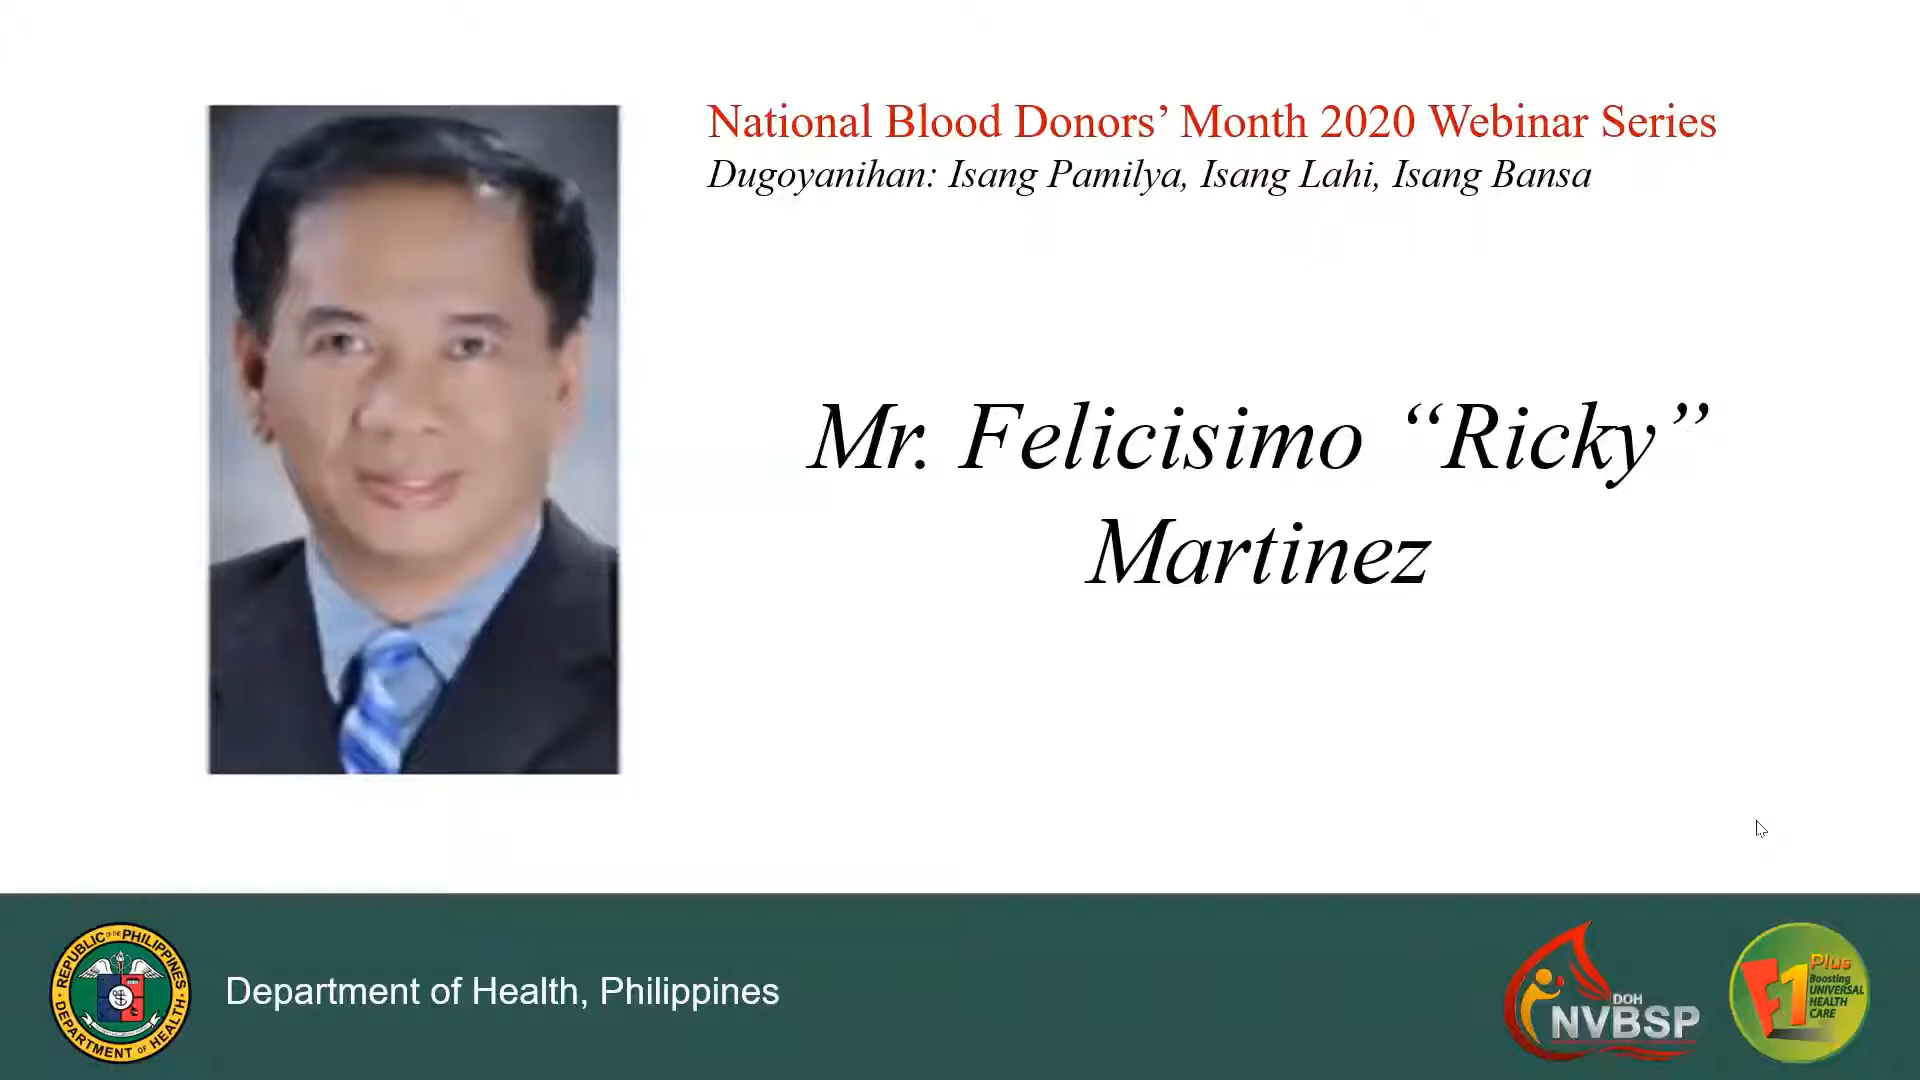 National Blood Donors’ Month 2020 Webinar Series
Dugoyanihan: Isang Pamilya, Isang Lahi, Isang Bansa
Mr. Felicisimo “Ricky”
Martinez
REPUBLIC OF THE PHILIPPINES
DEPARTMENT OF HEALTH
Department of Health, Philippines
DOH
NVBSP
F1
Plus
Boosting
UNIVERSAL
HEALTH
CARE